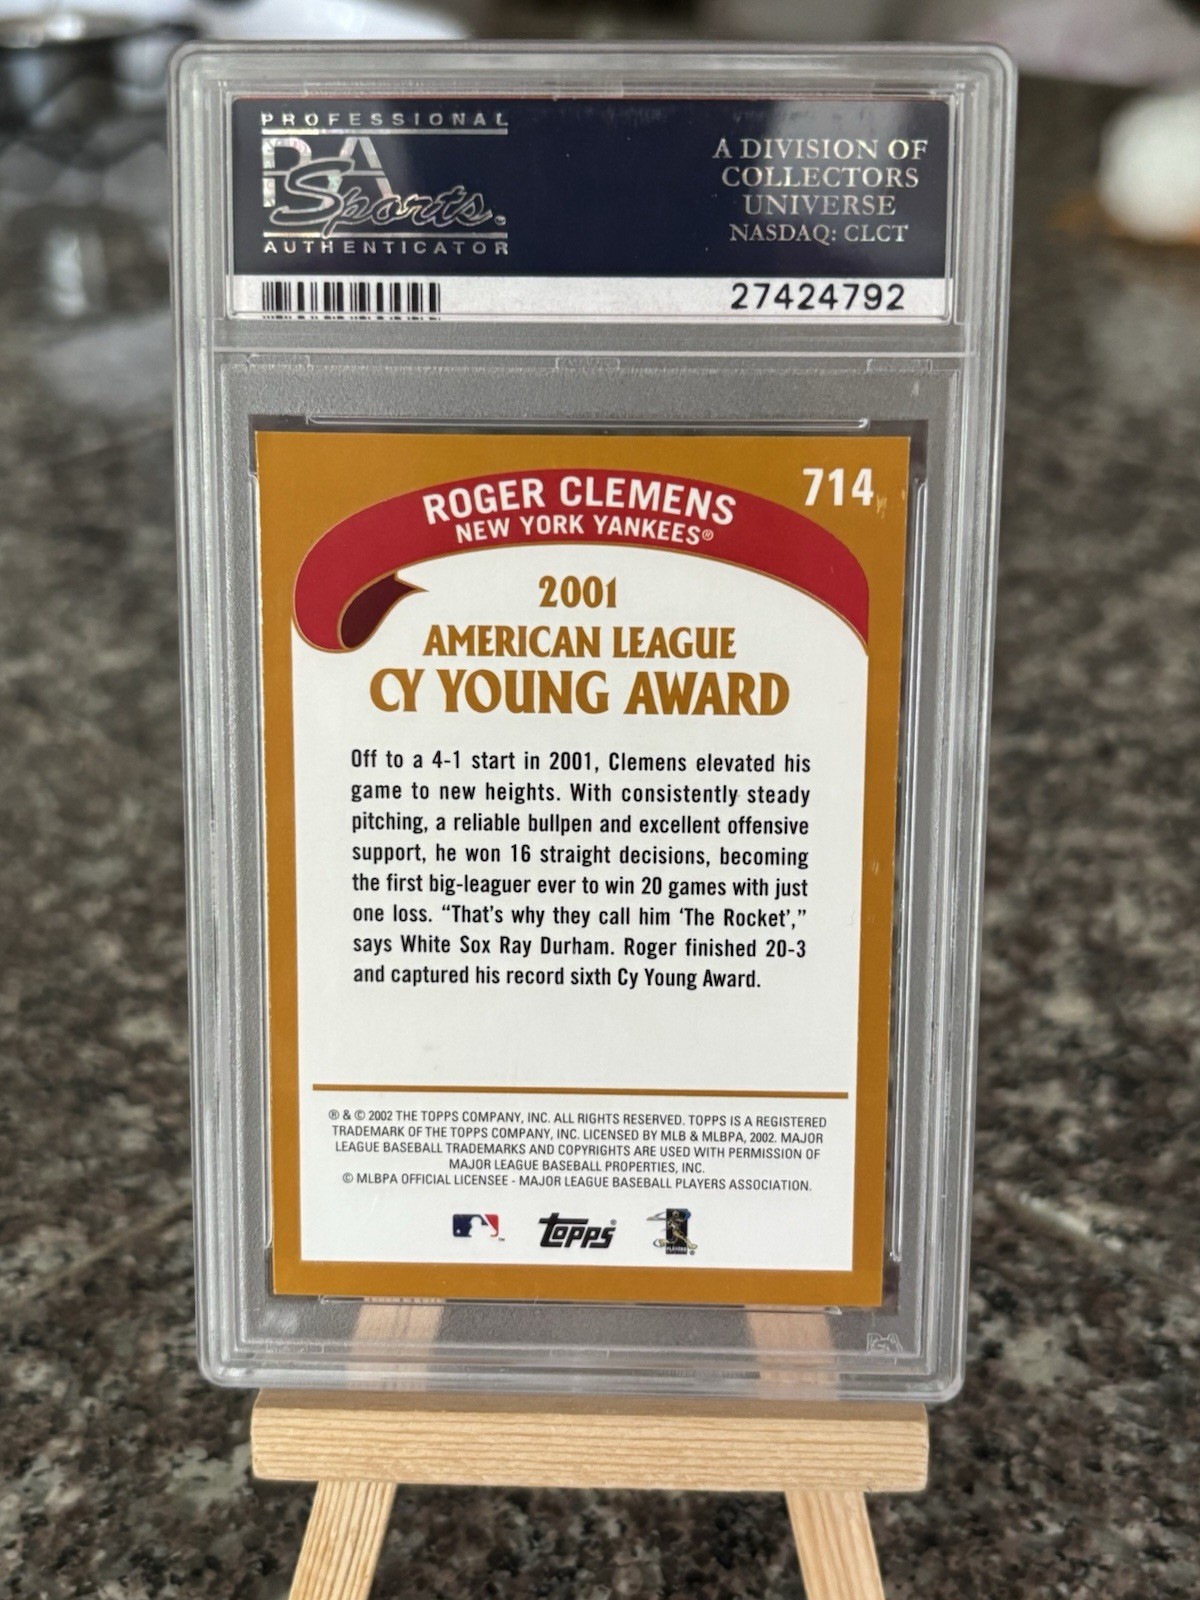 PROFESSIONAL
PSA
Sports
AUTHENTICATOR
A DIVISION OF
COLLECTORS
UNIVERSE
NASDAQ: CLCT
27424792
714
ROGER CLEMENS
NEW YORK YANKEES®
2001
AMERICAN LEAGUE
CY YOUNG AWARD
Off to a 4-1 start in 2001, Clemens elevated his
game to new heights. With consistently steady
pitching, a reliable bullpen and excellent offensive
support, he won 16 straight decisions, becoming
the first big-leaguer ever to win 20 games with just
one loss. “That’s why they call him ‘The Rocket’,”
says White Sox Ray Durham. Roger finished 20-3
and captured his record sixth Cy Young Award.
® & © 2002 THE TOPPS COMPANY, INC. ALL RIGHTS RESERVED. TOPPS IS A REGISTERED
TRADEMARK OF THE TOPPS COMPANY, INC. LICENSED BY MLB & MLBPA, 2002. MAJOR
LEAGUE BASEBALL TRADEMARKS AND COPYRIGHTS ARE USED WITH PERMISSION OF
MAJOR LEAGUE BASEBALL PROPERTIES, INC.
© MLBPA OFFICIAL LICENSEE - MAJOR LEAGUE BASEBALL PLAYERS ASSOCIATION.
TOPPS®
PLAYERS
PSA